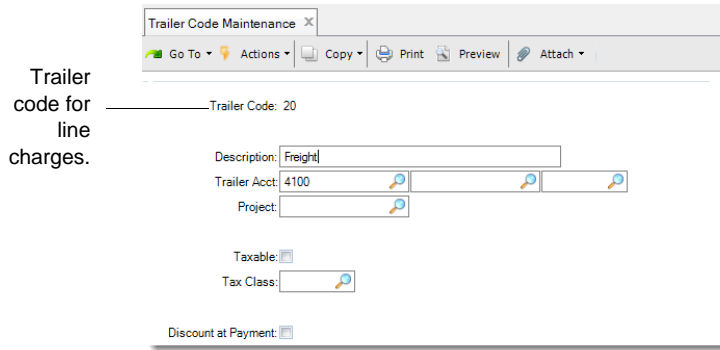 Trailer Code Maintenance X
Go To Actions Copy Print Preview Attach
Trailer
code for
line
charges.
Trailer Code: 20
Description: Freight
Trailer Acct: 4100
Project:
Taxable:
Tax Class:
Discount at Payment: